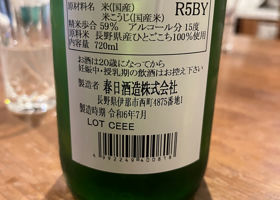 原材料名 米(国産)
米こうじ(国産米) R5BY
精米歩合 59% アルコール分 15度
原料米 長野県産ひとごこち100%使用
内容量 720ml
お酒は20歳になってから
妊娠中・授乳期の飲酒はお控え下さい
製造者 春日酒造株式会社
長野県伊那市西町4875番地1
製造時期 令和6年7月
LOT CEEE
4992249400818